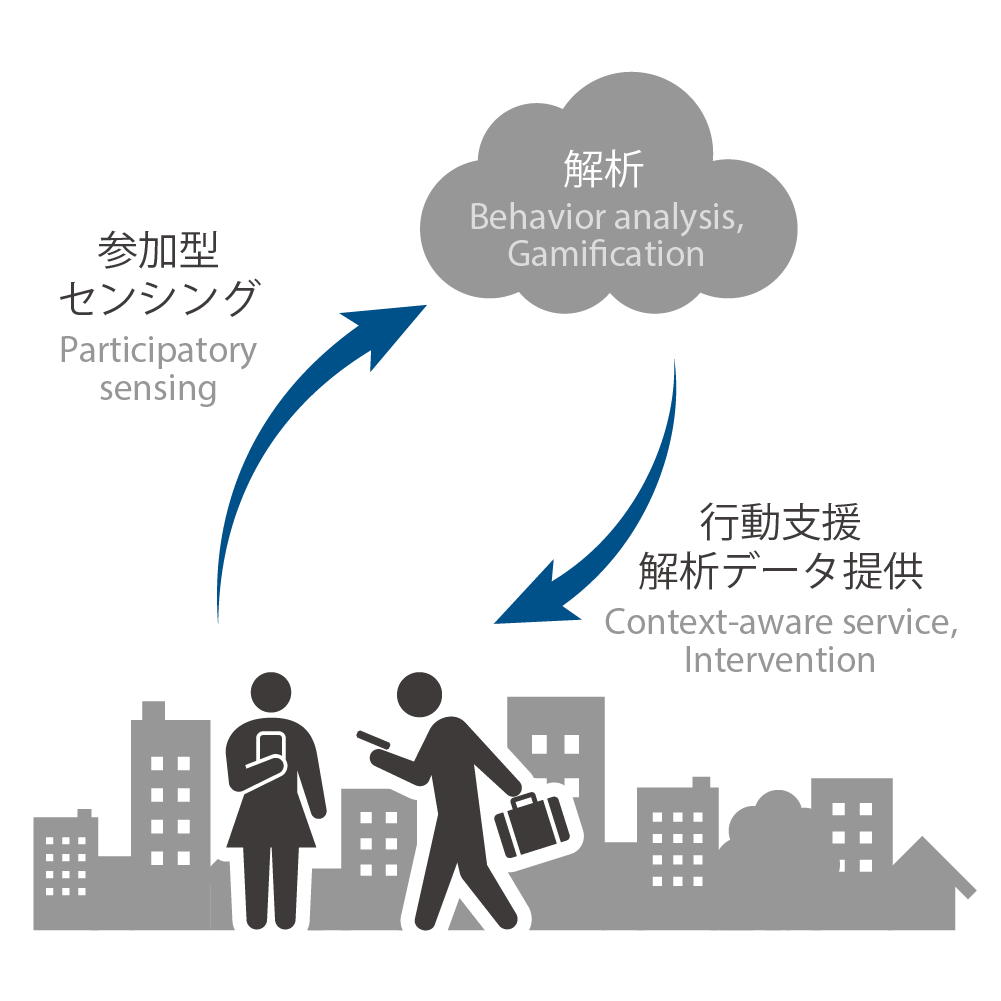 解析
Behavior analysis,
Gamification
参加型
センシング
Participatory
sensing
行動支援
解析データ提供
Context-aware service,
Intervention